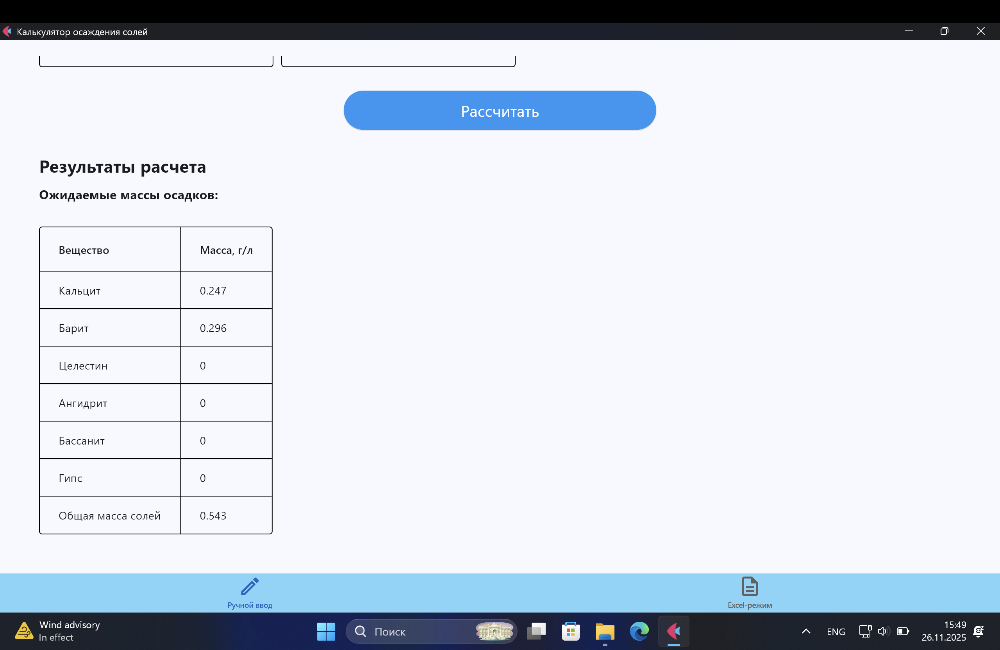 Калькулятор осаждения солей
Рассчитать
Результаты расчета
Ожидаемые массы осадков:
Вещество Масса, г/л
Кальцит 0.247
Барит 0.296
Целестин 0
Ангидрит 0
Бассанит 0
Гипс 0
Общая масса солей 0.543
Ручной ввод
Excel-режим
Wind advisory
In effect
Поиск
ENG
15:49
26.11.2025